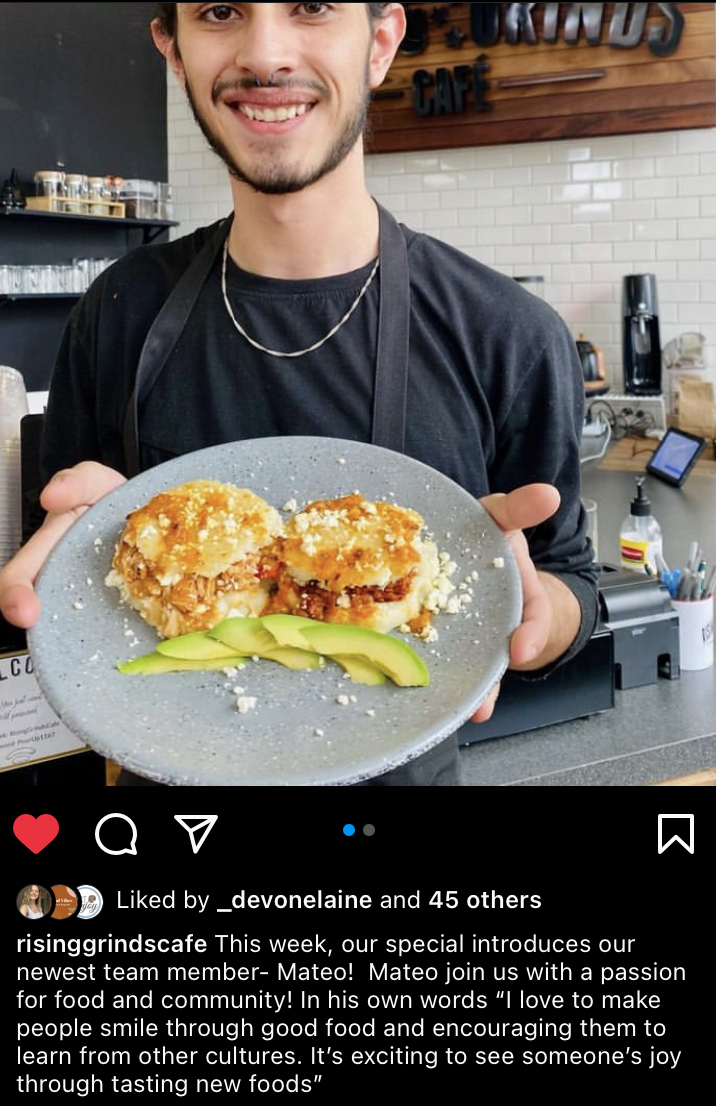 GRINDS
CAFÉ
Liked by _devonelaine and 45 others
risinggrindscafe This week, our special introduces our
newest team member- Mateo!  Mateo join us with a passion
for food and community! In his own words “I love to make
people smile through good food and encouraging them to
learn from other cultures. It’s exciting to see someone’s joy
through tasting new foods”